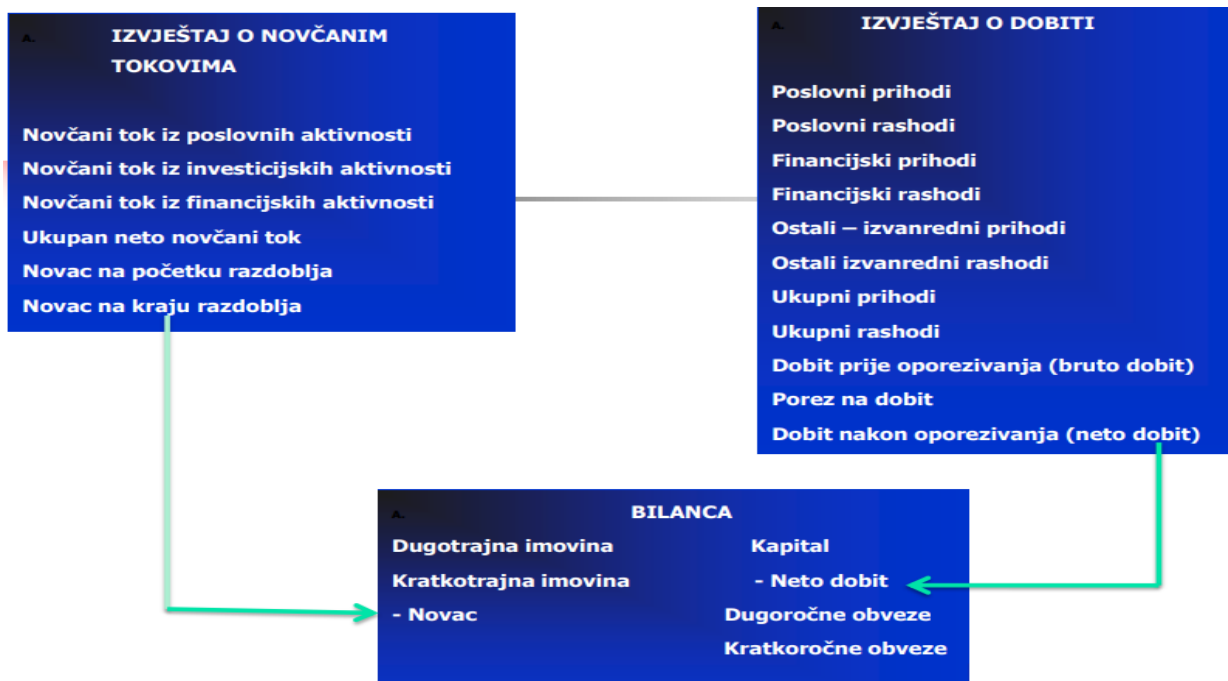 A.
IZVJEŠTAJ O NOVČANIM
TOKOVIMA
Novčani tok iz poslovnih aktivnosti
Novčani tok iz investicijskih aktivnosti
Novčani tok iz financijskih aktivnosti
Ukupan neto novčani tok
Novac na početku razdoblja
Novac na kraju razdoblja
A.
IZVJEŠTAJ O DOBITI
Poslovni prihodi
Poslovni rashodi
Financijski prihodi
Financijski rashodi
Ostali – izvanredni prihodi
Ostali izvanredni rashodi
Ukupni prihodi
Ukupni rashodi
Dobit prije oporezivanja (bruto dobit)
Porez na dobit
Dobit nakon oporezivanja (neto dobit)
A.
BILANCA
Dugotrajna imovina
Kratkotrajna imovina
- Novac
Kapital
- Neto dobit
Dugoročne obveze
Kratkoročne obveze